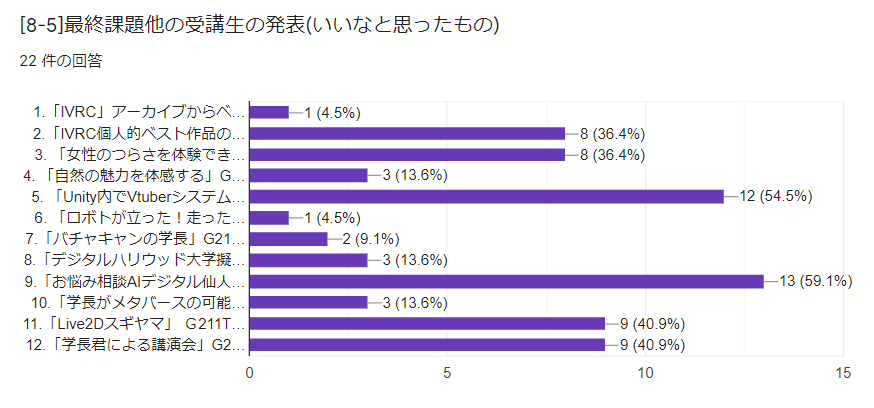 [8-5]最終課題他の受講生の発表(いいなと思ったもの)
22 件の回答
1.「IVRC」アーカイブからベ…
1 (4.5%)
2.「IVRC個人的ベスト作品の…
8 (36.4%)
3. 「女性のつらさを体験でき…
8 (36.4%)
4. 「自然の魅力を体感する」G…
3 (13.6%)
5. 「Unity内でVtuberシステム…
12 (54.5%)
6. 「ロボトが立った！走った…
1 (4.5%)
7.「バチャキャンの学長」G21…
2 (9.1%)
8.「デジタルハリウッド大学擬…
3 (13.6%)
9.「お悩み相談AIデジタル仙人…
13 (59.1%)
10.「学長がメタバースの可能…
3 (13.6%)
11.「Live2Dスギヤマ」 G211T…
9 (40.9%)
12.「学長君による講演会」G2…
9 (40.9%)
0 5 10 15